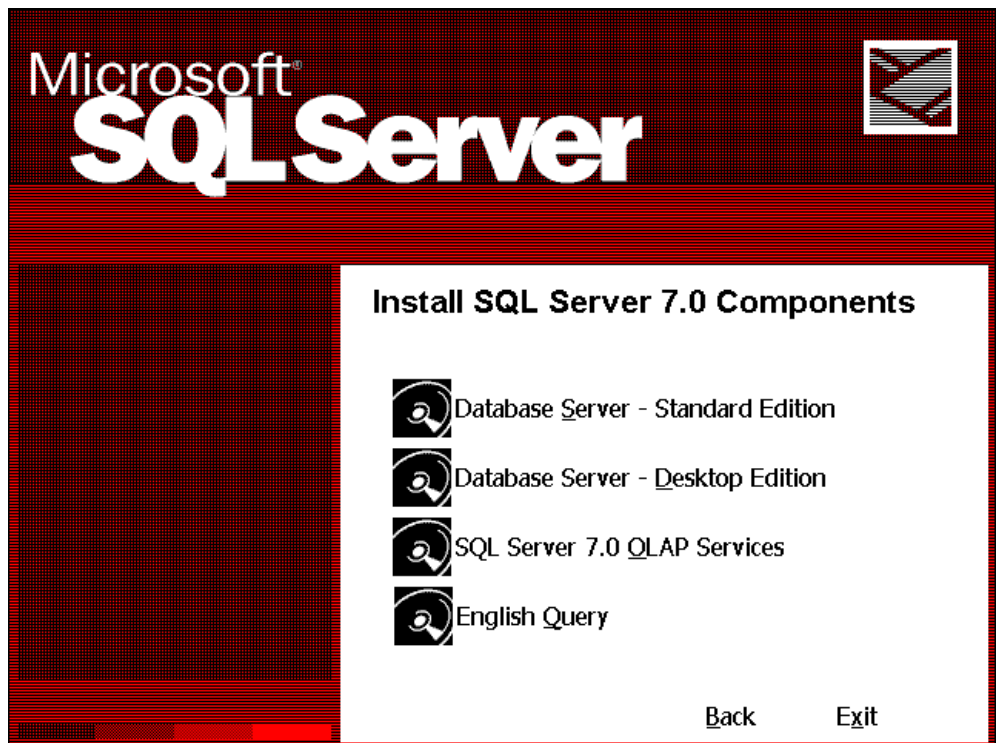 Microsoft®
SQL Server
Install SQL Server 7.0 Components
Database Server - Standard Edition
Database Server - Desktop Edition
SQL Server 7.0 OLAP Services
English Query
Back Exit